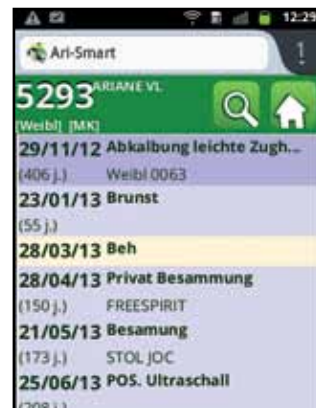 12:29
Ari-Smart
5293 ARIANE VL
[Weibl] [MK]
29/11/12 Abkalbung leichte Zugh...
(406 j.) Weibl 0063
23/01/13 Brunst
(55 j.)
28/03/13 Beh
28/04/13 Privat Besammung
(150 j.) FREESPIRIT
21/05/13 Besamung
(173 j.) STOL JOC
25/06/13 POS. Ultraschall
(208 j.)